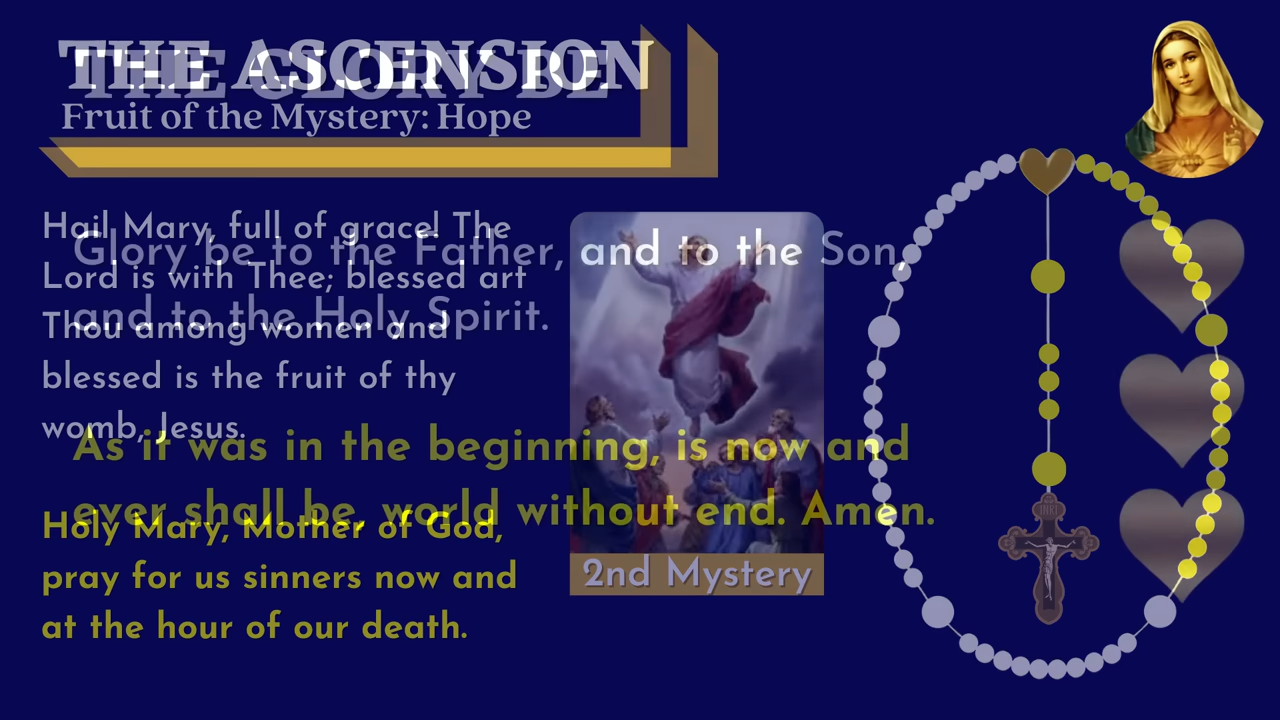 THE ASCENSION
THE GLORY BE
Fruit of the Mystery: Hope
Hail Mary, full of grace! The
Lord is with Thee; blessed art
Thou among women and
blessed is the fruit of thy
womb, Jesus.
Holy Mary, Mother of God,
pray for us sinners now and
at the hour of our death.
Glory be to the Father, and to the Son,
and to the Holy Spirit.
As it was in the beginning, is now and
ever shall be, world without end. Amen.
2nd Mystery
INRI